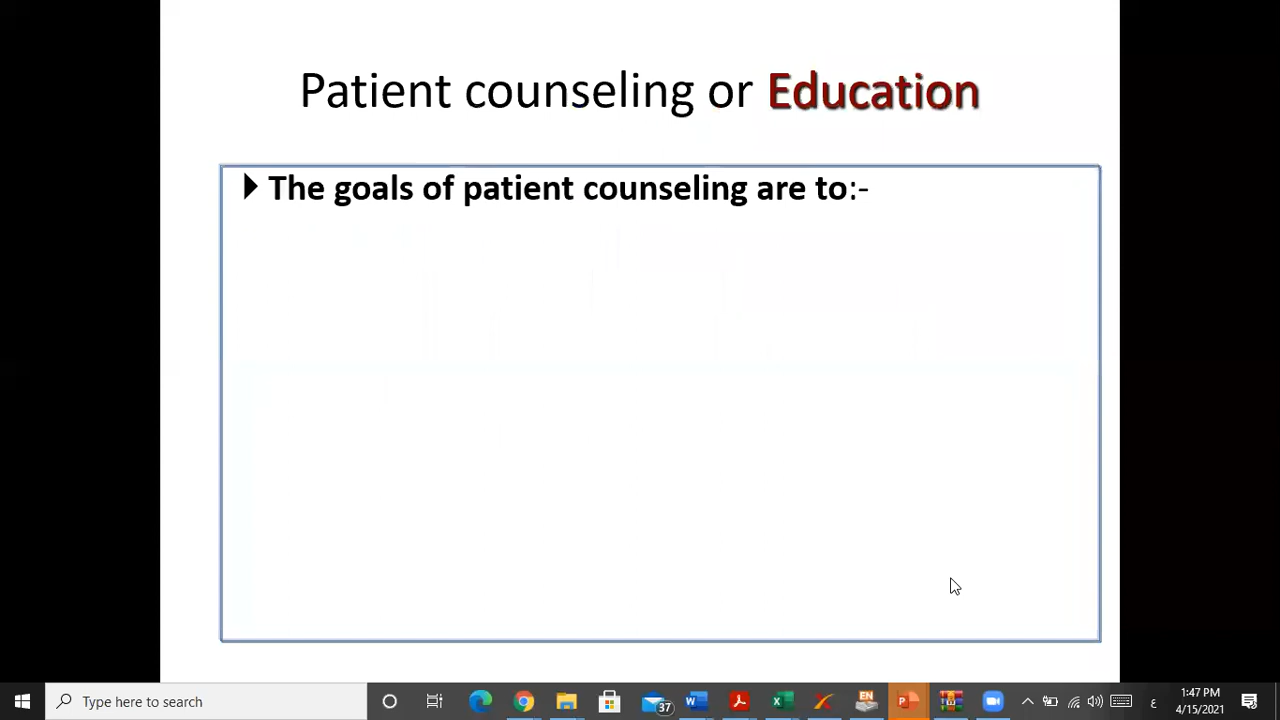 Patient counseling or Education
The goals of patient counseling are to:-
Type here to search
37
EN
ع
1:47 PM
4/15/2021